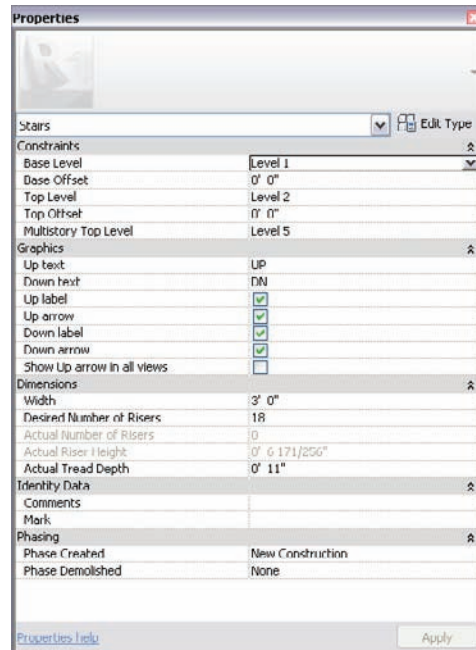 Properties
Stairs Edit Type
Constraints
Base Level Level 1
Base Offset 0' 0"
Top Level Level 2
Top Offset 0' 0"
Multistory Top Level Level 5
Graphics
Up text UP
Down text DN
Up label
Up arrow
Down label
Down arrow
Show Up arrow in all views
Dimensions
Width 3' 0"
Desired Number of Risers 18
Actual Number of Risers 0
Actual Riser Height 0' 6 171/256"
Actual Tread Depth 0' 11"
Identity Data
Comments
Mark
Phasing
Phase Created New Construction
Phase Demolished None
Properties help Apply